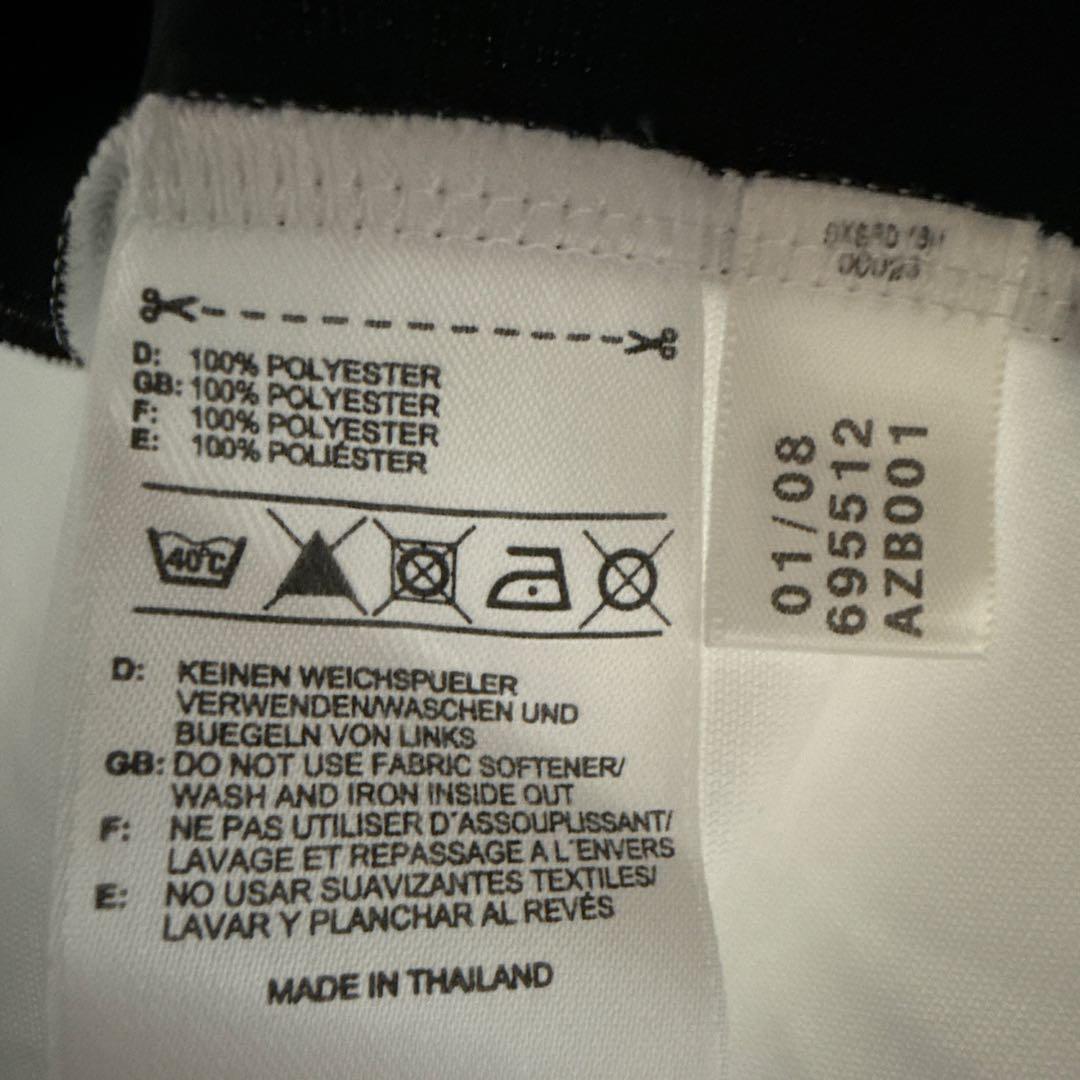 D: 100% POLYESTER
GB: 100% POLYESTER
F: 100% POLYESTER
E: 100% POLIÉSTER
40°C
D: KEINEN WEICHSPUELER
VERWENDEN/WASCHEN UND
BUEGELN VON LINKS
GB: DO NOT USE FABRIC SOFTENER/
WASH AND IRON INSIDE OUT
F: NE PAS UTILISER D'ASSOUPLISSANT/
LAVAGE ET REPASSAGE A L'ENVERS
E: NO USAR SUAVIZANTES TEXTILES/
LAVAR Y PLANCHAR AL REVÉS
MADE IN THAILAND
01/08
695512
AZB001